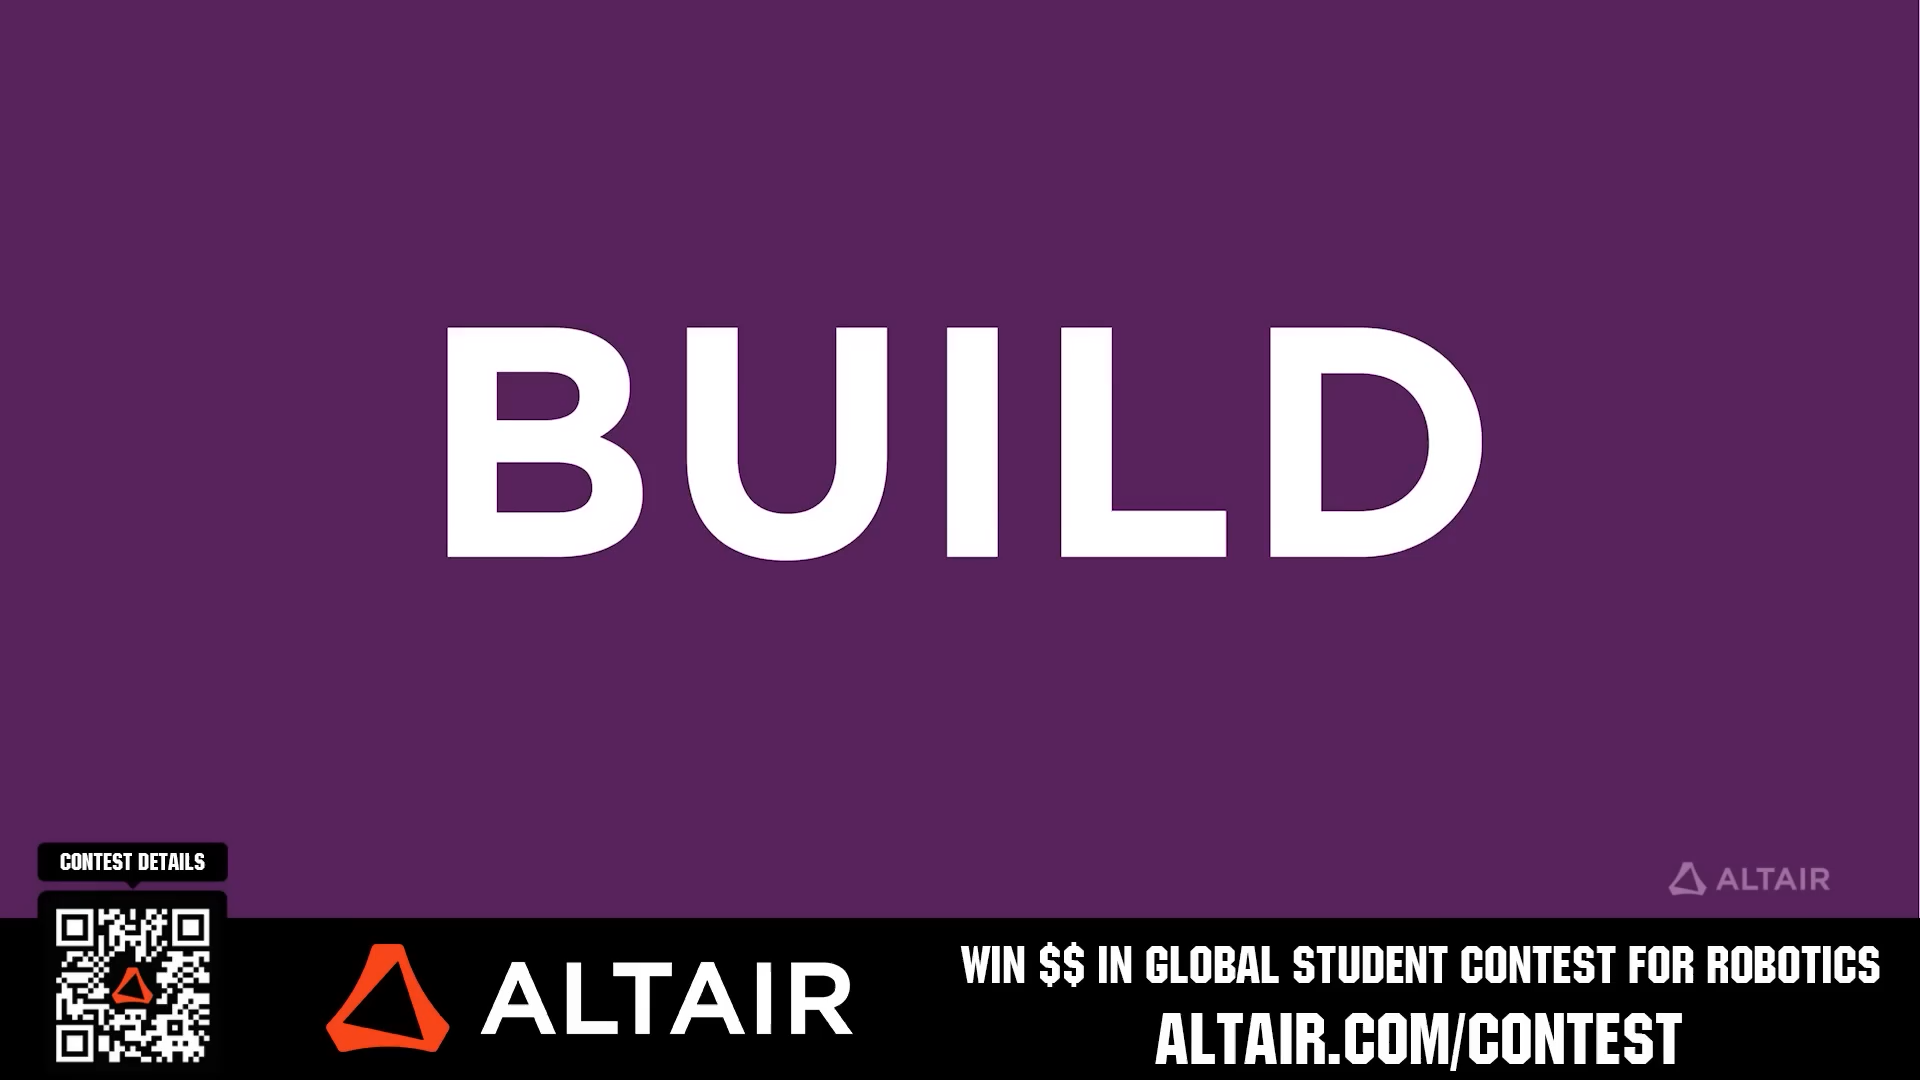 BUILD
CONTEST DETAILS
ALTAIR
ALTAIR
WIN $$ IN GLOBAL STUDENT CONTEST FOR ROBOTICS
ALTAIR.COM/CONTEST